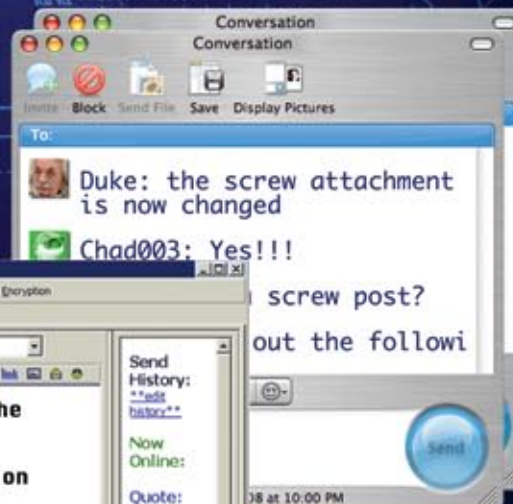 Conversation
Conversation
Invite Block Send File Save Display Pictures
To:
Duke: the screw attachment
is now changed
Chad003: Yes!!!
screw post?
out the followi
Encryption
link
he
on
Send
History:
**edit
history**
Now
Online:
Quote:
Send
08 at 10:00 PM